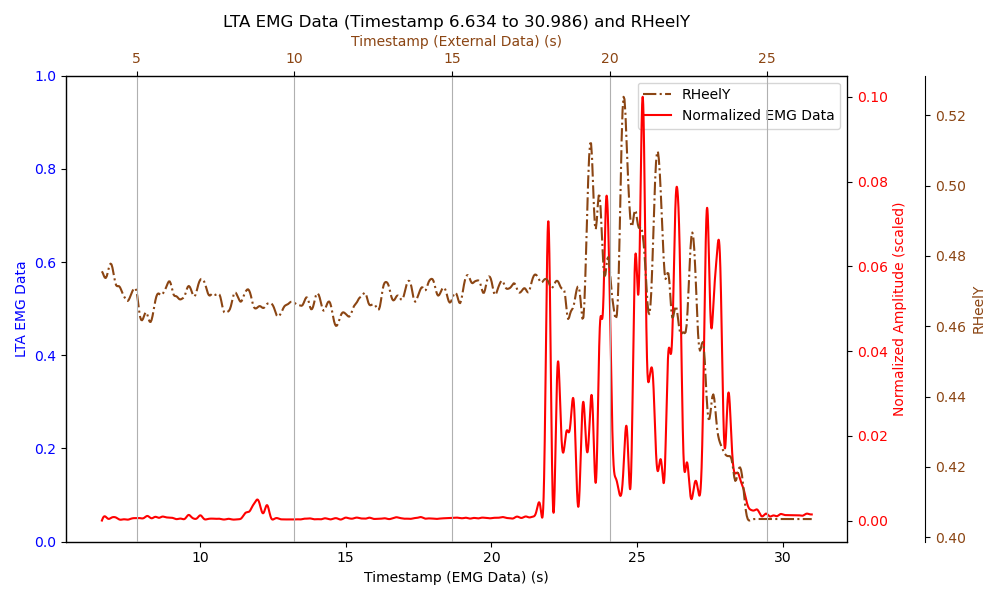 LTA EMG Data (Timestamp 6.634 to 30.986) and RHeelY
Timestamp (External Data) (s)
5 10 15 20 25
RHeelY
Normalized EMG Data
LTA EMG Data
1.0
0.8
0.6
0.4
0.2
0.0
Normalized Amplitude (scaled)
0.10
0.08
0.06
0.04
0.02
0.00
RHeelY
0.52
0.50
0.48
0.46
0.44
0.42
0.40
10 15 20 25 30
Timestamp (EMG Data) (s)